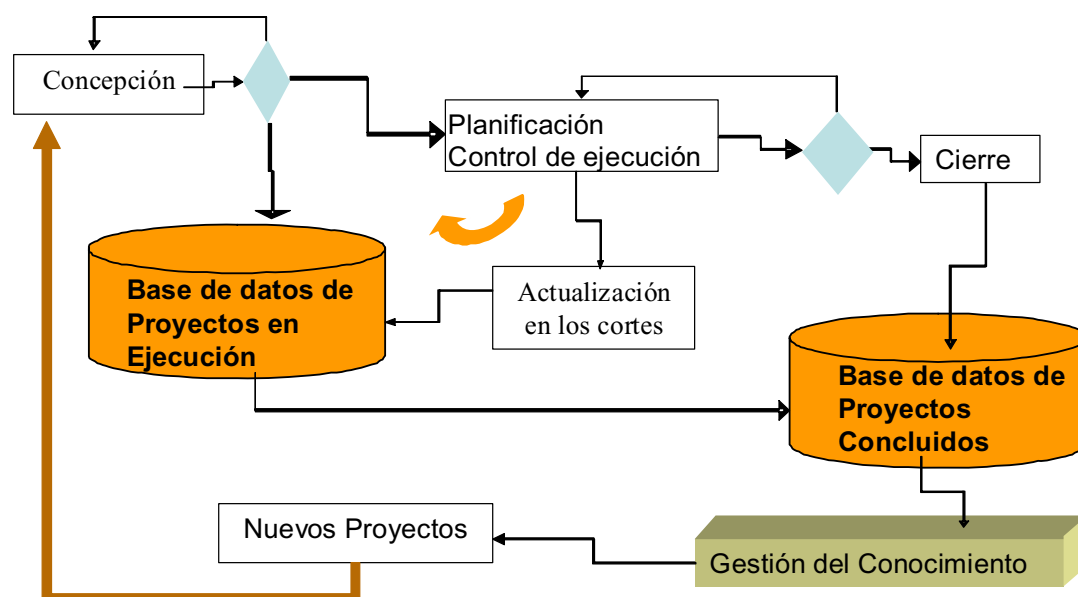 Concepción
Planificación
Control de ejecución
Cierre
Base de datos de
Proyectos en
Ejecución
Actualización
en los cortes
Base de datos de
Proyectos
Concluidos
Nuevos Proyectos
Gestión del Conocimiento